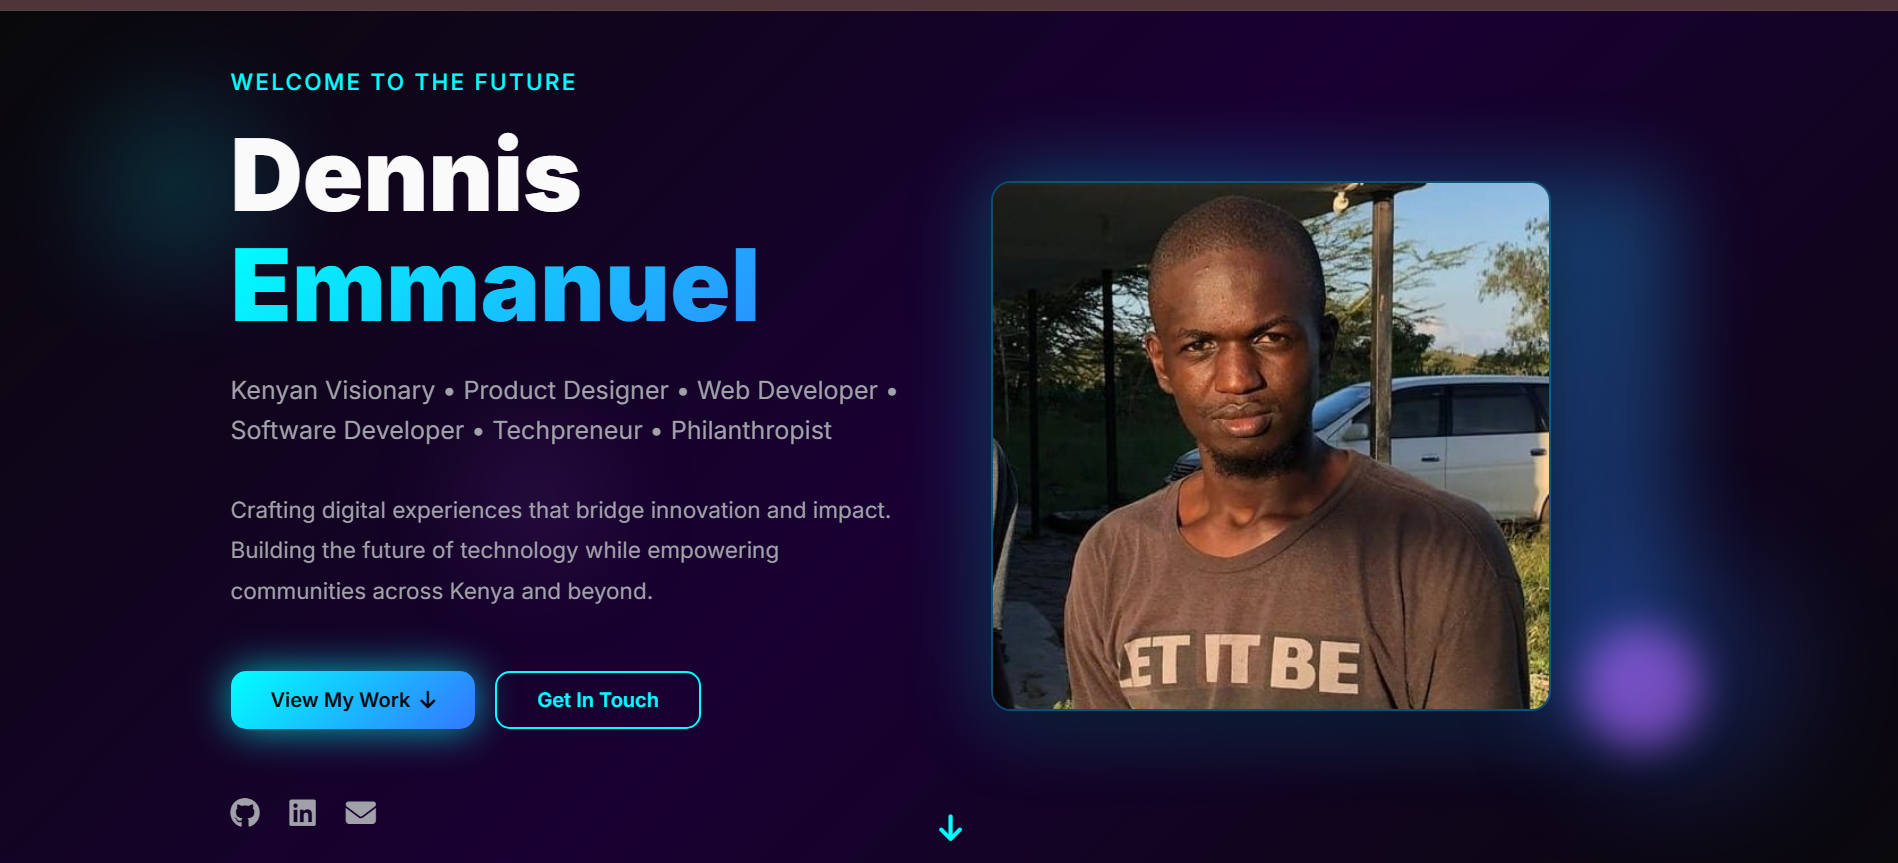 WELCOME TO THE FUTURE
Dennis
Emmanuel
Kenyan Visionary • Product Designer • Web Developer •
Software Developer • Techpreneur • Philanthropist
Crafting digital experiences that bridge innovation and impact.
Building the future of technology while empowering
communities across Kenya and beyond.
View My Work ↓
Get In Touch
in
LET IT BE